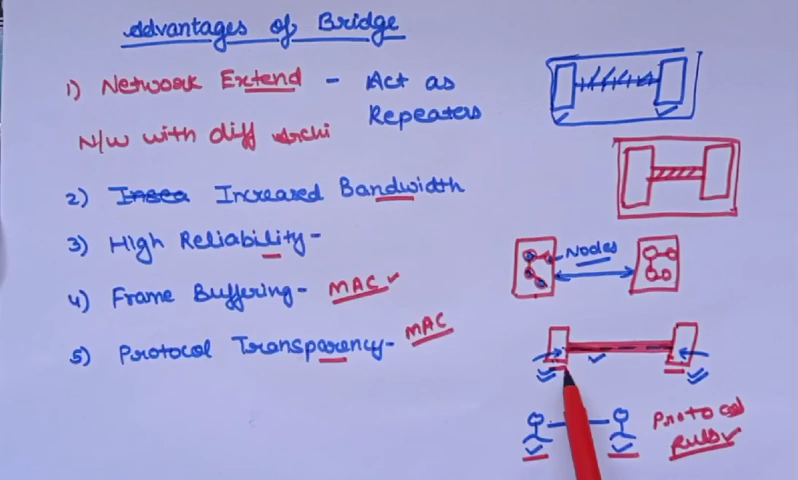 Advantages of Bridge
1) Network Extend - Act as
Repeaters
N/W with diff Archi
2) Insea Increased Bandwidth
3) High Reliability-
Nodes
4) Frame Buffering- MAC
5) Protocol Transparency- MAC
Protocol
Rules